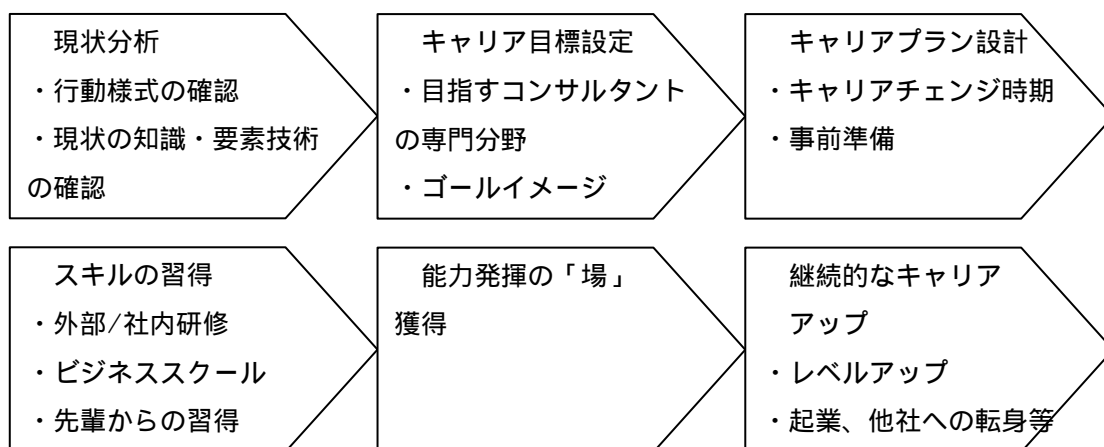 現状分析
・行動様式の確認
・現状の知識・要素技術
の確認
キャリア目標設定
・目指すコンサルタント
の専門分野
・ゴールイメージ
キャリアプラン設計
・キャリアチェンジ時期
・事前準備
スキルの習得
・外部/社内研修
・ビジネススクール
・先輩からの習得
能力発揮の「場」
獲得
継続的なキャリア
アップ
・レベルアップ
・起業、他社への転身等